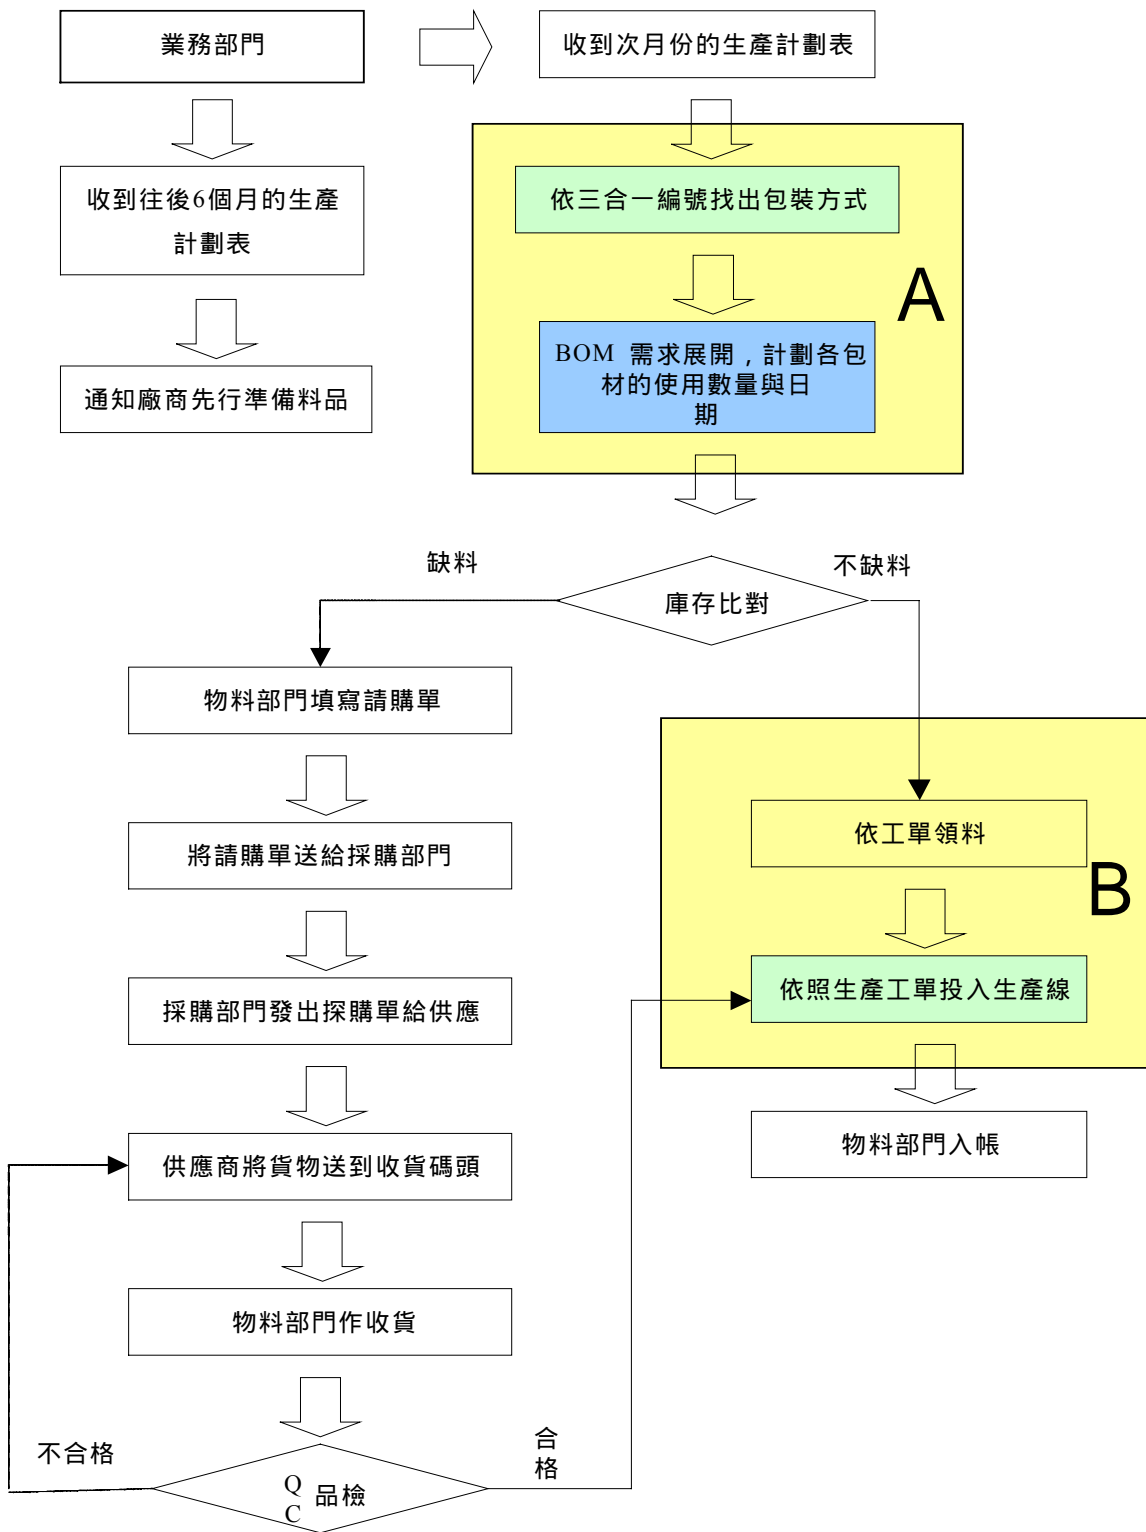 業務部門
收到次月份的生產計劃表
收到往後6個月的生產
計劃表
通知廠商先行準備料品
依三合一編號找出包裝方式
A
BOM 需求展開，計劃各包
材的使用數量與日
期
缺料
不缺料
庫存比對
物料部門填寫請購單
將請購單送給採購部門
採購部門發出探購單給供應
供應商將貨物送到收貨碼頭
物料部門作收貨
不合格
Q
C
品檢
合
格
依工單領料
B
依照生產工單投入生產線
物料部門入帳